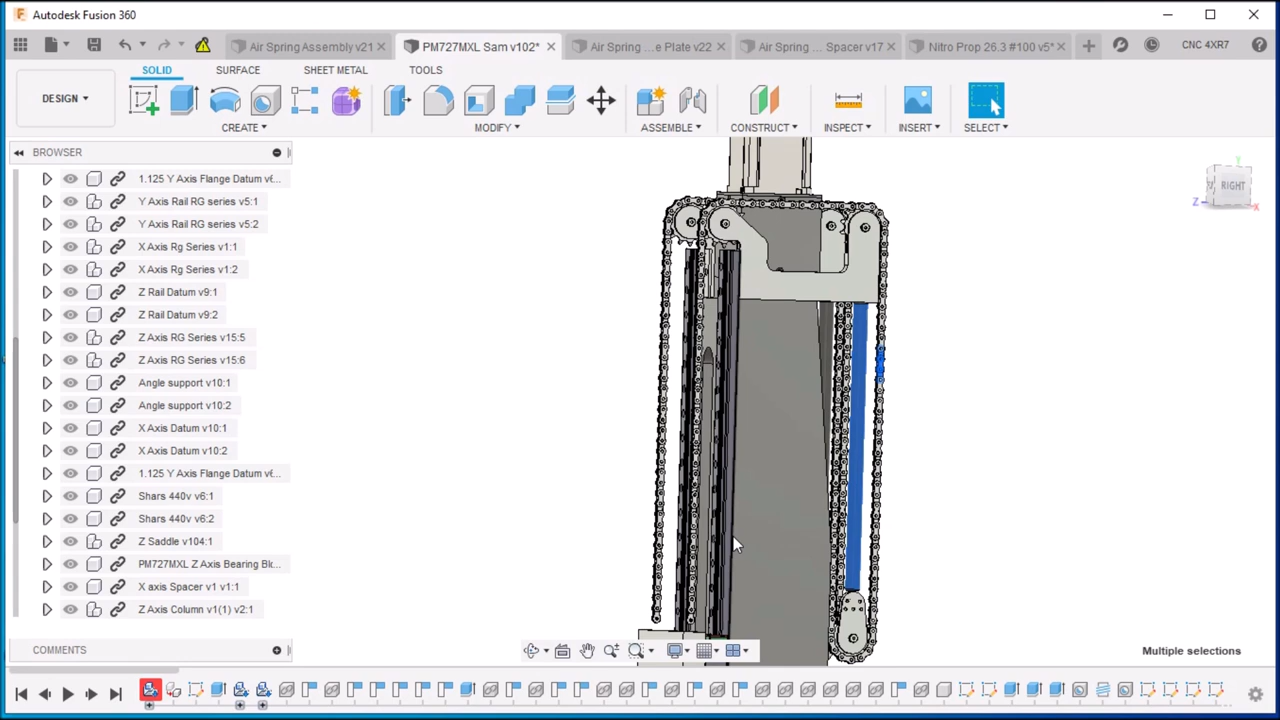 Autodesk Fusion 360
Air Spring Assembly v21
PM727MXL Sam v102*
Air Spring ...e Plate v22
Air Spring ... Spacer v17
Nitro Prop 26.3 #100 v5*
CNC 4XR7
SOLID
SURFACE
SHEET METAL
TOOLS
DESIGN
CREATE
MODIFY
ASSEMBLE
CONSTRUCT
INSPECT
INSERT
SELECT
BROWSER
1.125 Y Axis Flange Datum v6...
Y Axis Rail RG series v5:1
Y Axis Rail RG series v5:2
X Axis Rg Series v1:1
X Axis Rg Series v1:2
Z Rail Datum v9:1
Z Rail Datum v9:2
Z Axis RG Series v15:5
Z Axis RG Series v15:6
Angle support v10:1
Angle support v10:2
X Axis Datum v10:1
X Axis Datum v10:2
1.125 Y Axis Flange Datum v6...
Shars 440v v6:1
Shars 440v v6:2
Z Saddle v104:1
PM727MXL Z Axis Bearing Bl...
X axis Spacer v1 v1:1
Z Axis Column v1(1) v2:1
COMMENTS
Y
RIGHT
Z
X
Multiple selections